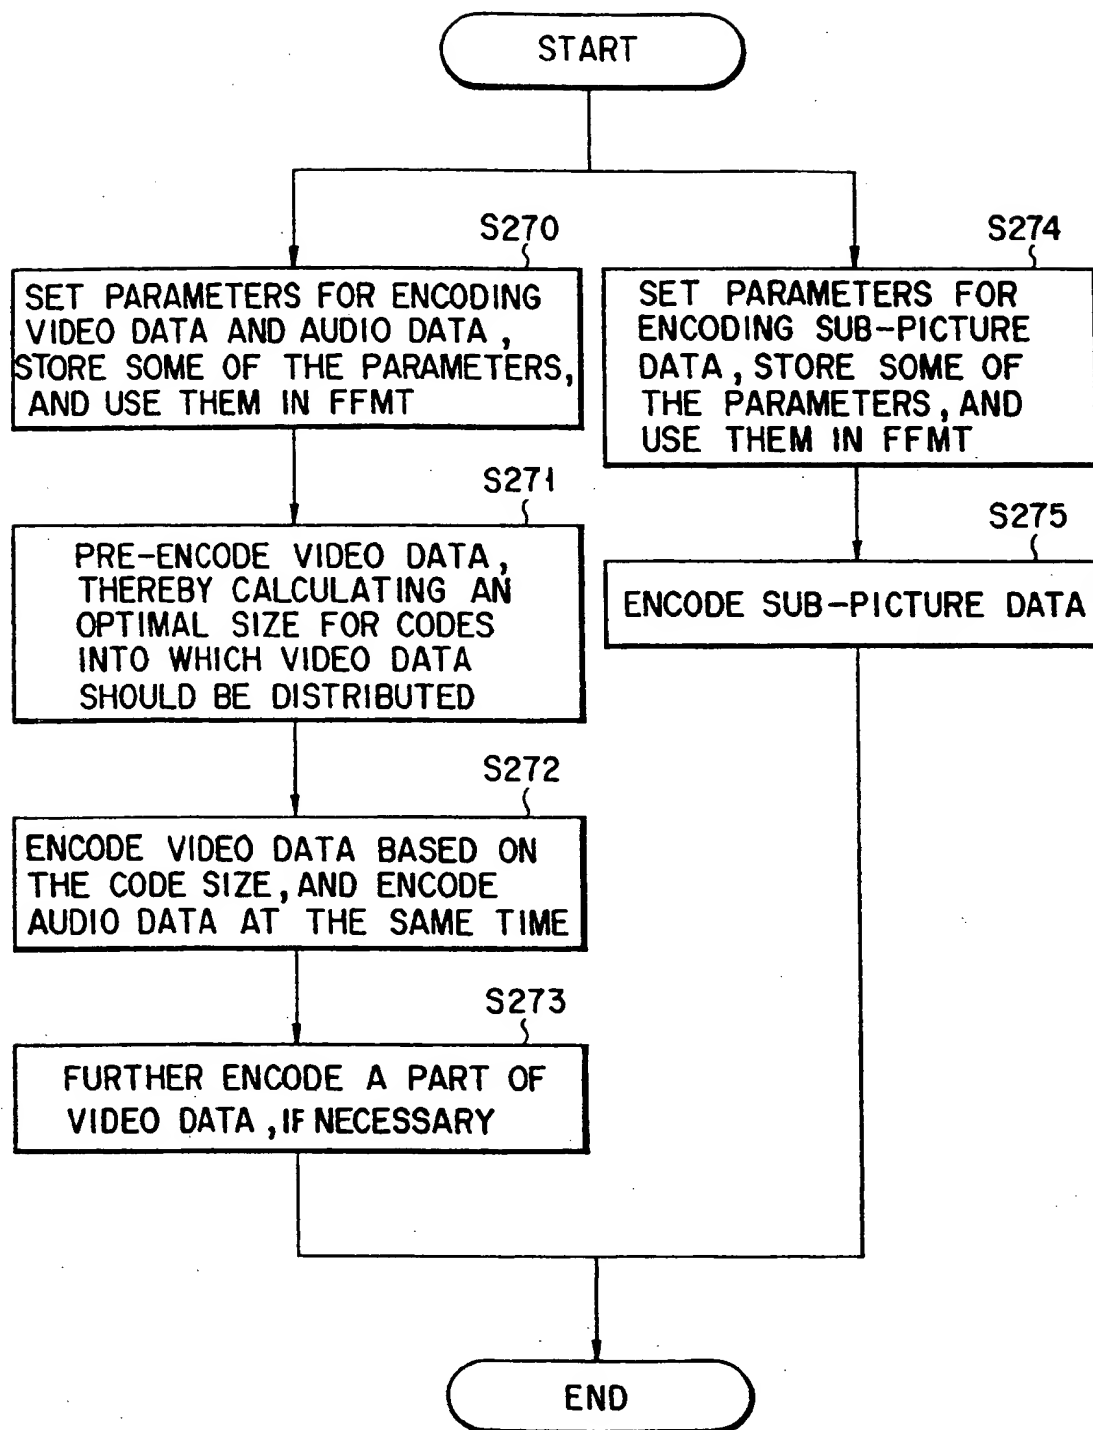 START
S270
SET PARAMETERS FOR ENCODING
VIDEO DATA AND AUDIO DATA,
STORE SOME OF THE PARAMETERS,
AND USE THEM IN FFMT
S271
PRE-ENCODE VIDEO DATA,
THEREBY CALCULATING AN
OPTIMAL SIZE FOR CODES
INTO WHICH VIDEO DATA
SHOULD BE DISTRIBUTED
S272
ENCODE VIDEO DATA BASED ON
THE CODE SIZE, AND ENCODE
AUDIO DATA AT THE SAME TIME
S273
FURTHER ENCODE A PART OF
VIDEO DATA, IF NECESSARY
S274
SET PARAMETERS FOR
ENCODING SUB-PICTURE
DATA, STORE SOME OF
THE PARAMETERS, AND
USE THEM IN FFMT
S275
ENCODE SUB-PICTURE DATA
END